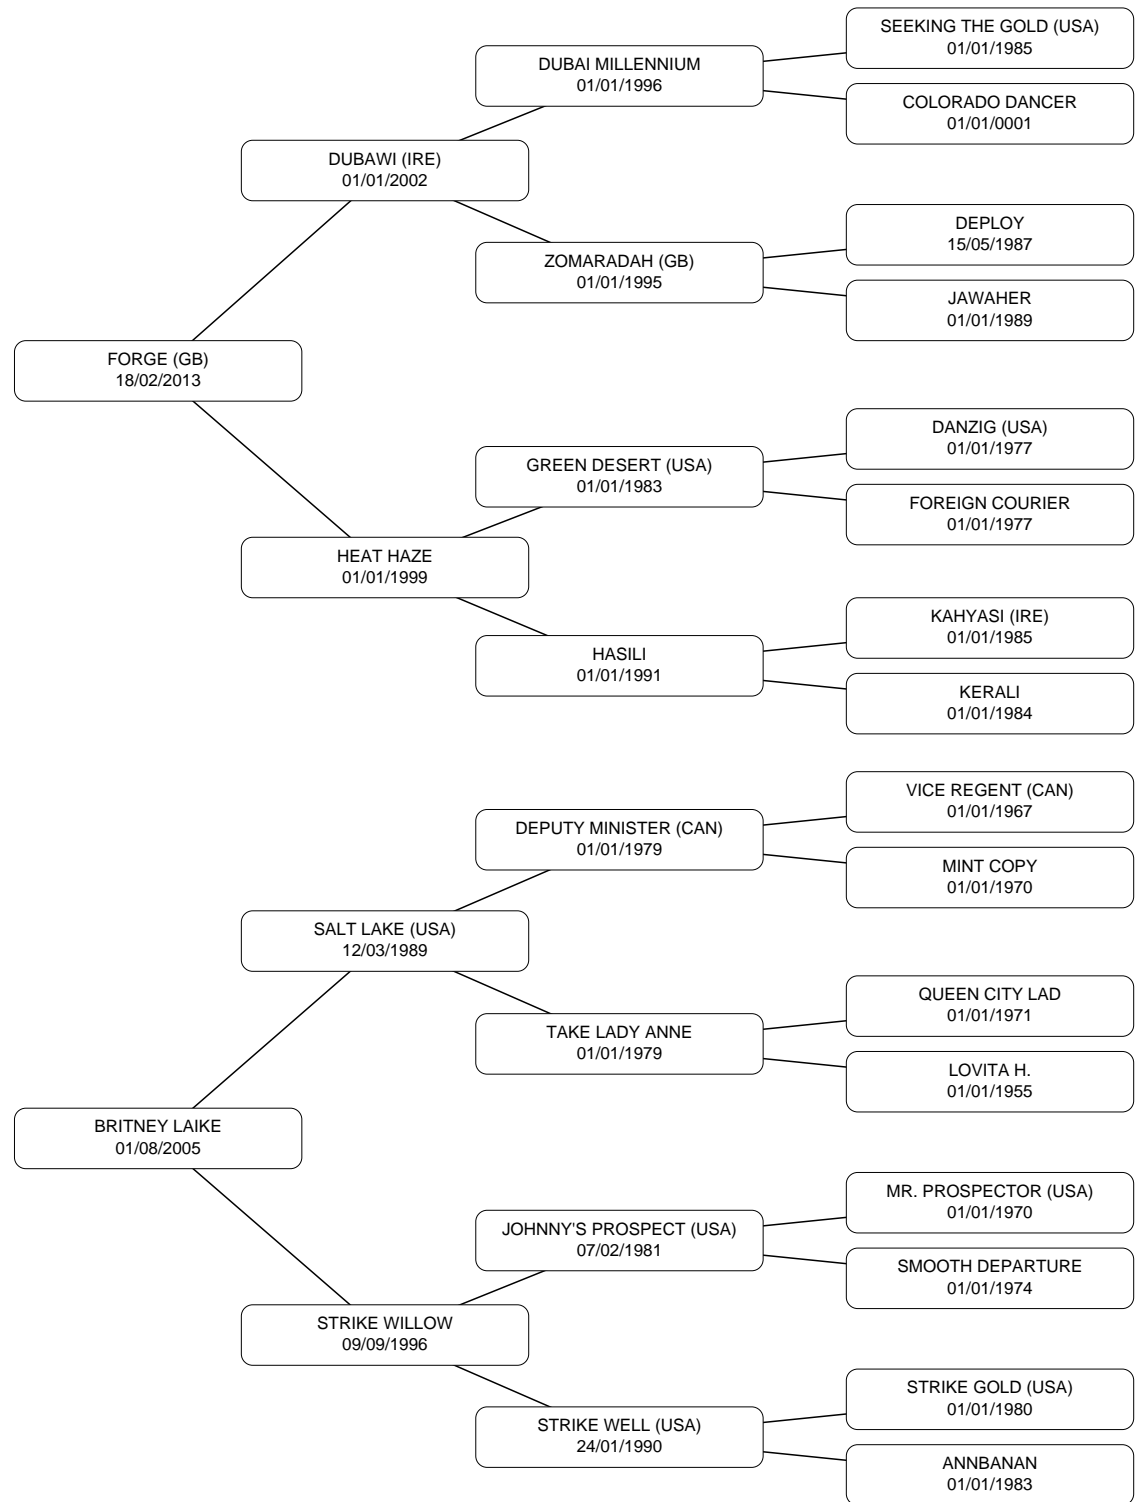 SEEKING THE GOLD (USA)
01/01/1985
DUBAI MILLENNIUM
01/01/1996
COLORADO DANCER
01/01/0001
DUBAWI (IRE)
01/01/2002
DEPLOY
15/05/1987
ZOMARADAH (GB)
01/01/1995
JAWAHER
01/01/1989
FORGE (GB)
18/02/2013
DANZIG (USA)
01/01/1977
GREEN DESERT (USA)
01/01/1983
FOREIGN COURIER
01/01/1977
HEAT HAZE
01/01/1999
KAHYASI (IRE)
01/01/1985
HASILI
01/01/1991
KERALI
01/01/1984
VICE REGENT (CAN)
01/01/1967
DEPUTY MINISTER (CAN)
01/01/1979
MINT COPY
01/01/1970
SALT LAKE (USA)
12/03/1989
QUEEN CITY LAD
01/01/1971
TAKE LADY ANNE
01/01/1979
LOVITA H.
01/01/1955
BRITNEY LAIKE
01/08/2005
MR. PROSPECTOR (USA)
01/01/1970
JOHNNY'S PROSPECT (USA)
07/02/1981
SMOOTH DEPARTURE
01/01/1974
STRIKE WILLOW
09/09/1996
STRIKE GOLD (USA)
01/01/1980
STRIKE WELL (USA)
24/01/1990
ANNBANAN
01/01/1983